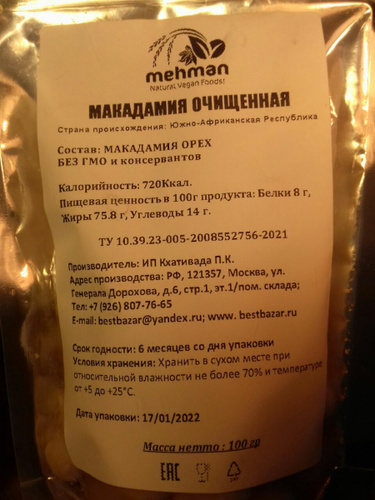 mehman
Natural Vegan Foods!
МАКАДАМИЯ ОЧИЩЕННАЯ
Страна происхождения: Южно-Африканская Республика
Состав: МАКАДАМИЯ ОРЕХ
БЕЗ ГМО и консервантов
Калорийность: 720Ккал.
Пищевая ценность в 100г продукта: Белки 8 г,
Жиры 75.8 г, Углеводы 14 г.
ТУ 10.39.23-005-2008552756-2021
Производитель: ИП Кхативада П.К.
Адрес производства: РФ, 121357, Москва, ул.
Генерала Дорохова, д.6, стр.1, эт.1/пом. склада;
Tel: +7 (926) 807-76-65
E-mail: bestbazar@yandex.ru; www. bestbazar.ru
Срок годности: 6 месяцев со дня упаковки
Условия хранения: Хранить в сухом месте при
относительной влажности не более 70% и температуре
от +5 до +25°C.
Дата упаковки: 17/01/2022
Масса нетто : 100 гр
EAC